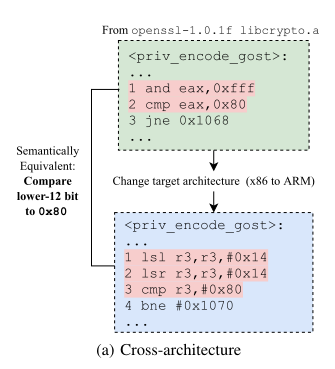 From openssl-1.0.1f libcrypto.a
<priv_encode_gost>:
...
1 and eax,0xfff
2 cmp eax,0x80
3 jne 0x1068
...
Semantically
Equivalent:
Compare
lower-12 bit
to 0x80
Change target architecture (x86 to ARM)
<priv_encode_gost>:
...
1 lsl r3,r3,#0x14
2 lsr r3,r3,#0x14
3 cmp r3,#0x80
4 bne #0x1070
...
(a) Cross-architecture